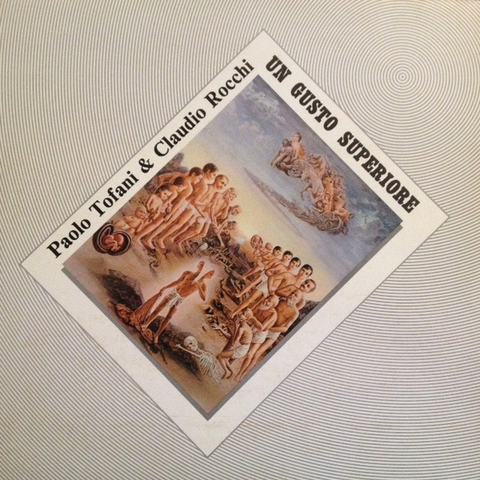 Paolo Tofani & Claudio Rocchi
UN GUSTO SUPERIORE